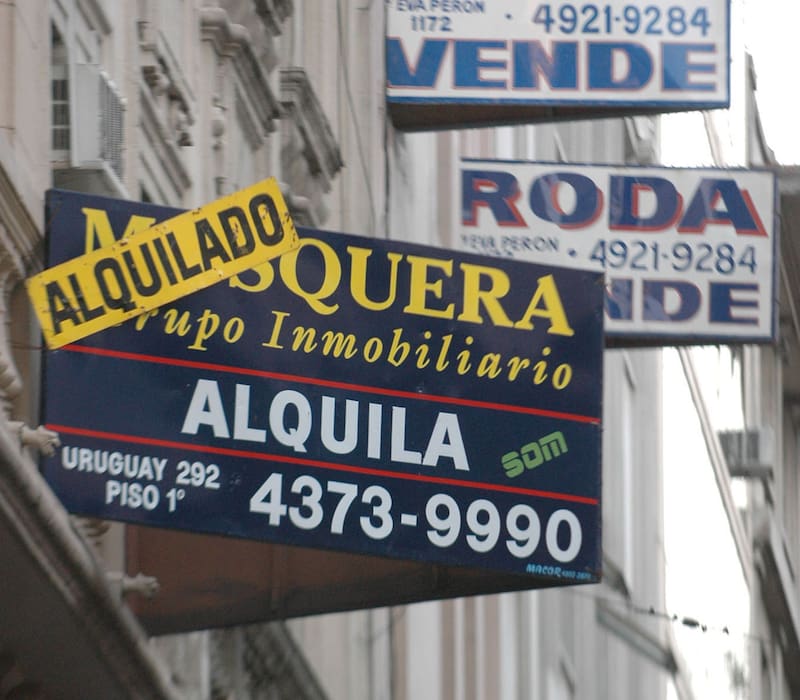 EVA PERON
1172 • 4921-9284
VENDE
RODA
EVA PERON • 4921-9284
NDE
ALQUILADO
SQUERA
Grupo Inmobiliario
ALQUILA
SOM
URUGUAY 292
PISO 1°
4373-9990
MACOR